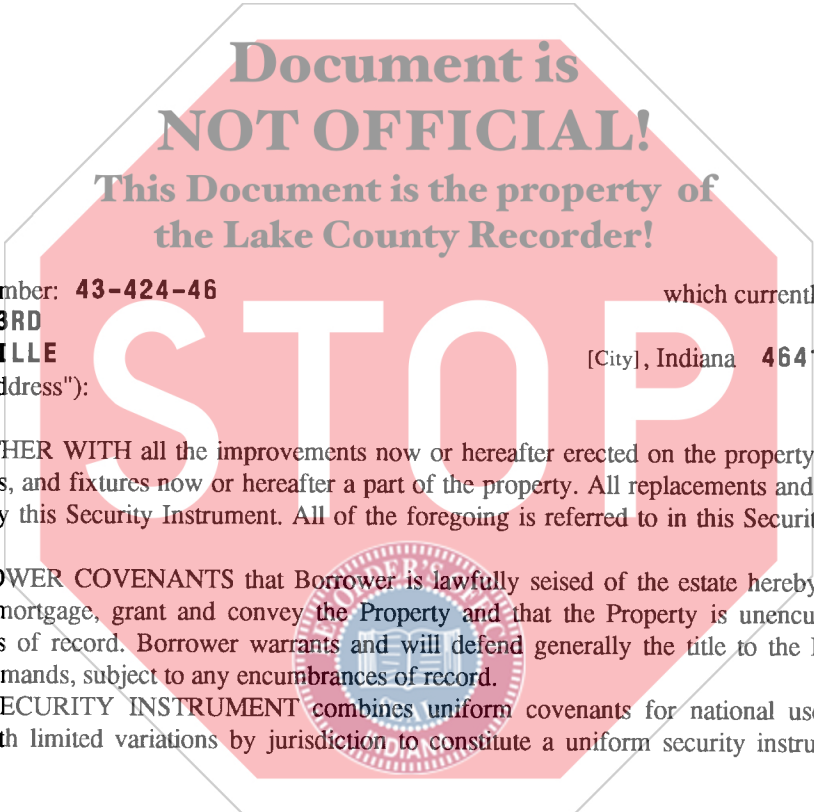 Document is
NOT OFFICIAL!
This Document is the property of
the Lake County Recorder!
mber: 43-424-46 which currentl
3RD
ILLE [City], Indiana 4641
ddress"):
STOP
HER WITH all the improvements now or hereafter erected on the property
s, and fixtures now or hereafter a part of the property. All replacements and
y this Security Instrument. All of the foregoing is referred to in this Securit
OWER COVENANTS that Borrower is lawfully seised of the estate hereby
mortgage, grant and convey the Property and that the Property is unencu
s of record. Borrower warrants and will defend generally the title to the
mands, subject to any encumbrances of record.
ECURITY INSTRUMENT combines uniform covenants for national use
th limited variations by jurisdiction to constitute a uniform security instru